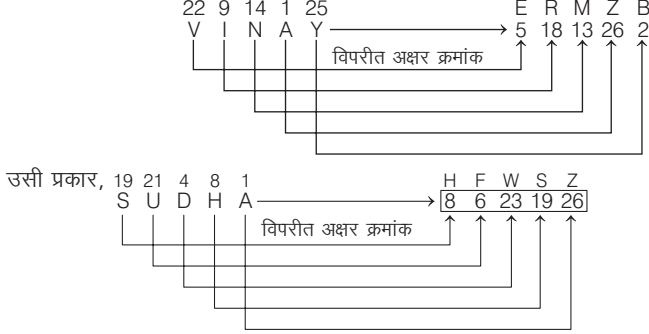 22 9 14 1 25 E R M Z B
V I N A Y 5 18 13 26 2
विपरीत अक्षर क्रमांक
उसी प्रकार, 19 21 4 8 1 H F W S Z
S U D H A 8 6 23 19 26
विपरीत अक्षर क्रमांक